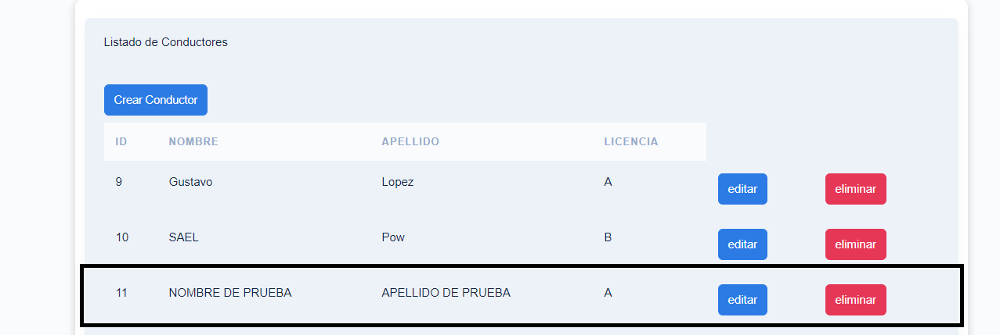 Listado de Conductores
Crear Conductor
ID NOMBRE APELLIDO LICENCIA
9 Gustavo Lopez A editar eliminar
10 SAEL Pow B editar eliminar
11 NOMBRE DE PRUEBA APELLIDO DE PRUEBA A editar eliminar